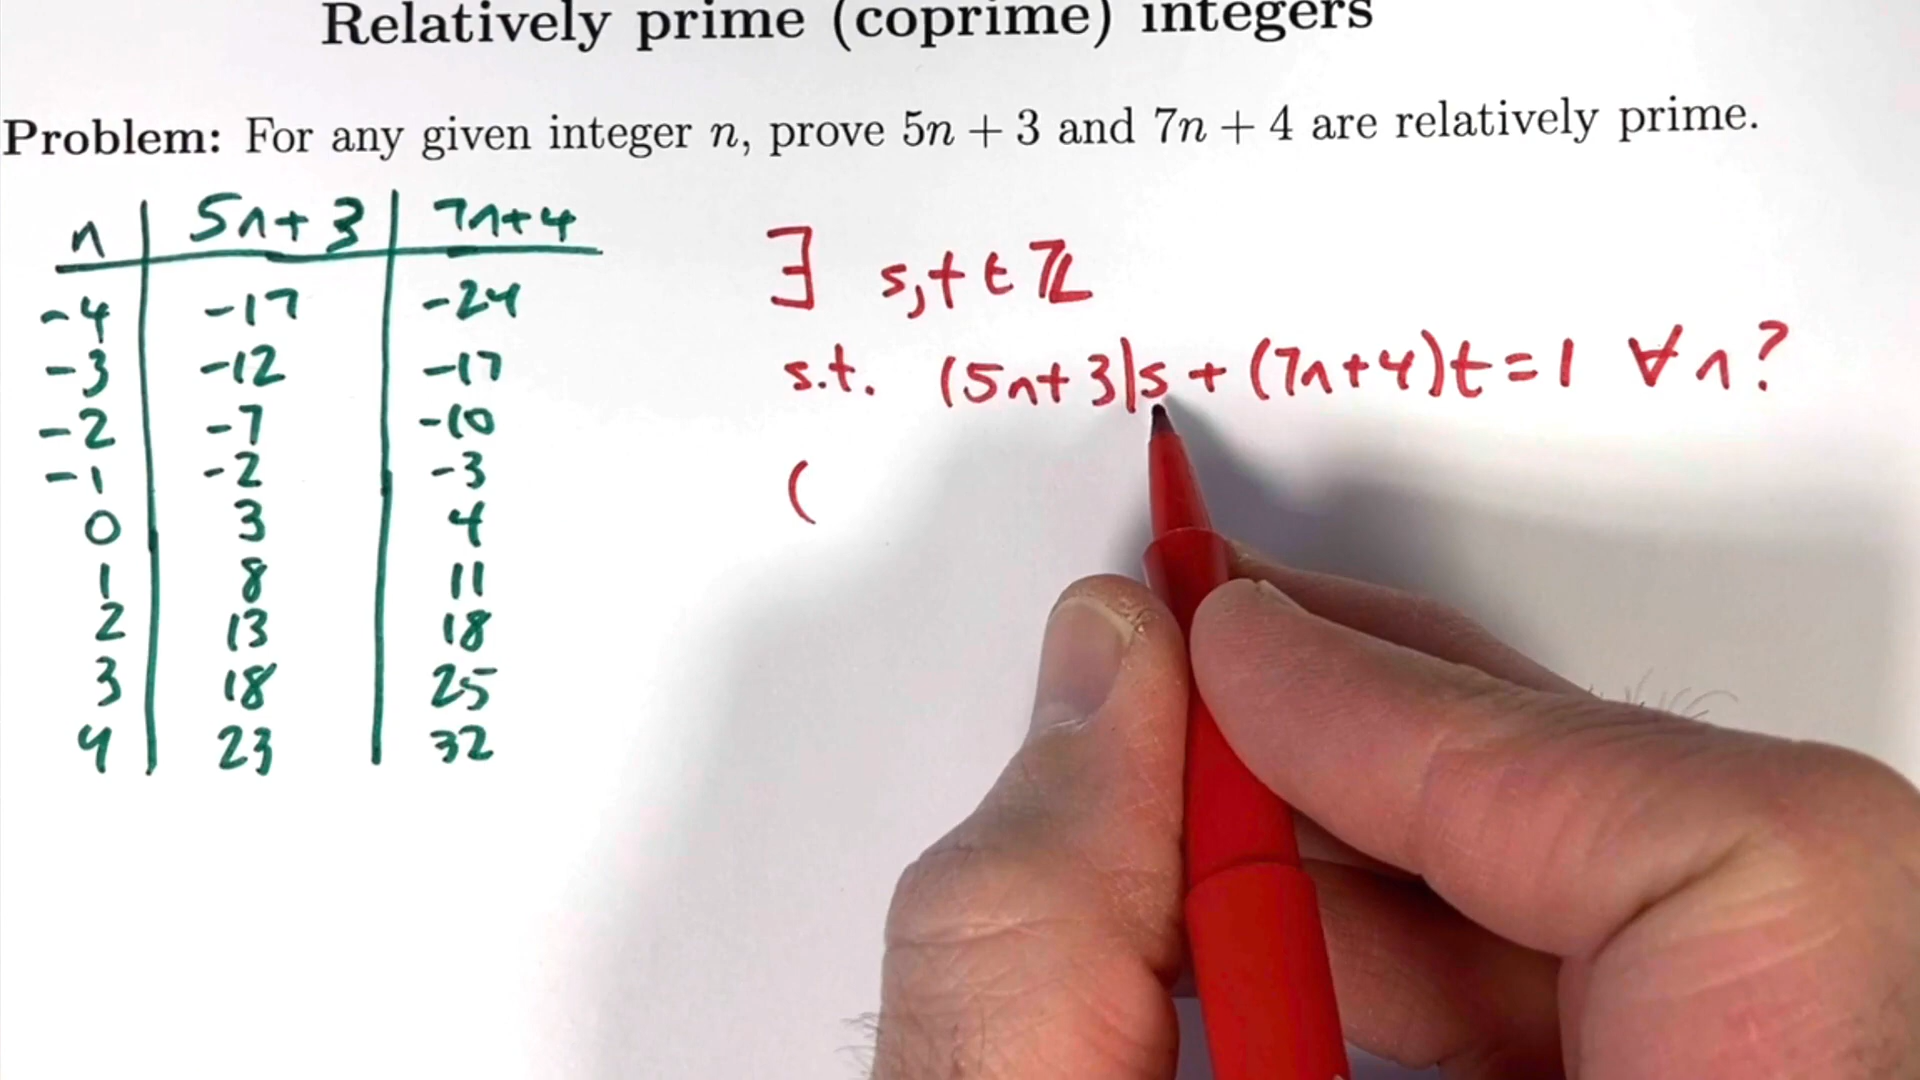 Relatively prime (coprime) integers
Problem: For any given integer n, prove 5n + 3 and 7n + 4 are relatively prime.
n 5n+3 7n+4
-4 -17 -24
-3 -12 -17
-2 -7 -10
-1 -2 -3
0 3 4
1 8 11
2 13 18
3 18 25
4 23 32
∃ s,t ∈ ℤ
s.t. (5n+3)s + (7n+4)t = 1 ∀ n?
(